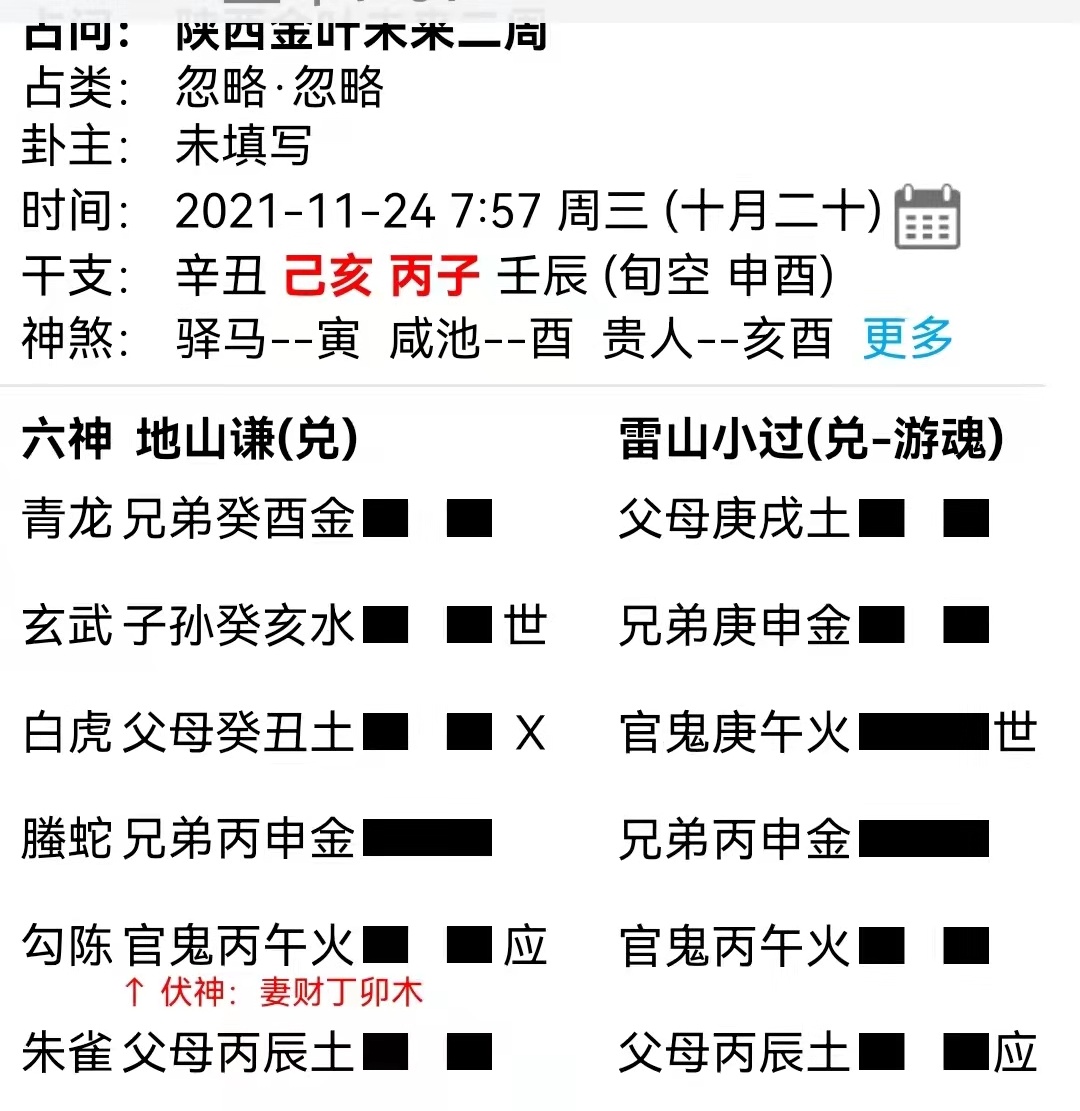 占问： 陕西金叶未来二周
占类： 忽略·忽略
卦主： 未填写
时间： 2021-11-24 7:57 周三 (十月二十)
干支： 辛丑 己亥 丙子 壬辰 (旬空 申酉)
神煞： 驿马--寅 咸池--酉 贵人--亥酉 更多
六神 地山谦(兑) 雷山小过(兑-游魂)
青龙 兄弟癸酉金 父母庚戌土
玄武 子孙癸亥水 世 兄弟庚申金
白虎 父母癸丑土 X 官鬼庚午火 世
螣蛇 兄弟丙申金 兄弟丙申金
勾陈 官鬼丙午火 应 官鬼丙午火
↑ 伏神：妻财丁卯木
朱雀 父母丙辰土 父母丙辰土 应